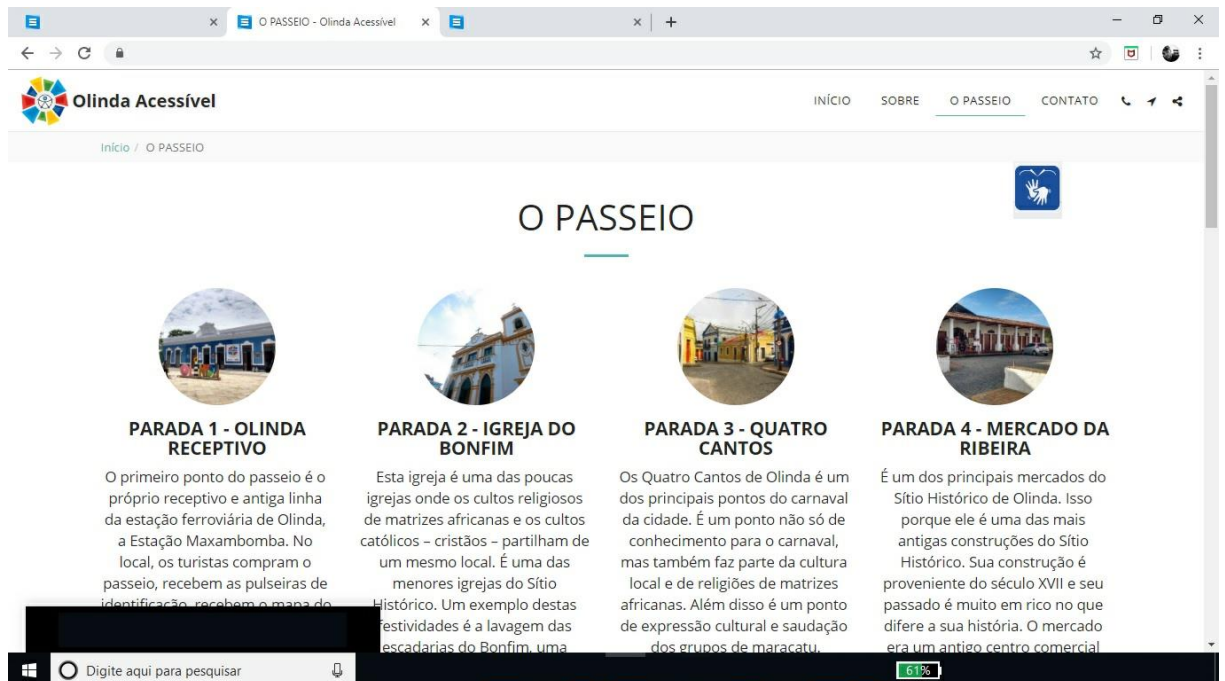 O PASSEIO - Olinda Acessível
Olinda Acessível
INÍCIO
SOBRE
O PASSEIO
CONTATO
Início / O PASSEIO
O PASSEIO
PARADA 1 - OLINDA
RECEPTIVO
O primeiro ponto do passeio é o
próprio receptivo e antiga linha
da estação ferroviária de Olinda,
a Estação Maxambomba. No
local, os turistas compram o
passeio, recebem as pulseiras de
identificação, recebem o mapa do
PARADA 2 - IGREJA DO
BONFIM
Esta igreja é uma das poucas
igrejas onde os cultos religiosos
de matrizes africanas e os cultos
católicos – cristãos – partilham de
um mesmo local. É uma das
menores igrejas do Sítio
Histórico. Um exemplo destas
festividades é a lavagem das
escadarias do Bonfim, uma
PARADA 3 - QUATRO
CANTOS
Os Quatro Cantos de Olinda é um
dos principais pontos do carnaval
da cidade. É um ponto não só de
conhecimento para o carnaval,
mas também faz parte da cultura
local e de religiões de matrizes
africanas. Além disso é um ponto
de expressão cultural e saudação
dos grupos de maracatu.
PARADA 4 - MERCADO DA
RIBEIRA
É um dos principais mercados do
Sítio Histórico de Olinda. Isso
porque ele é uma das mais
antigas construções do Sítio
Histórico. Sua construção é
proveniente do século XVII e seu
passado é muito em rico no que
difere a sua história. O mercado
era um antigo centro comercial
Digite aqui para pesquisar
61%